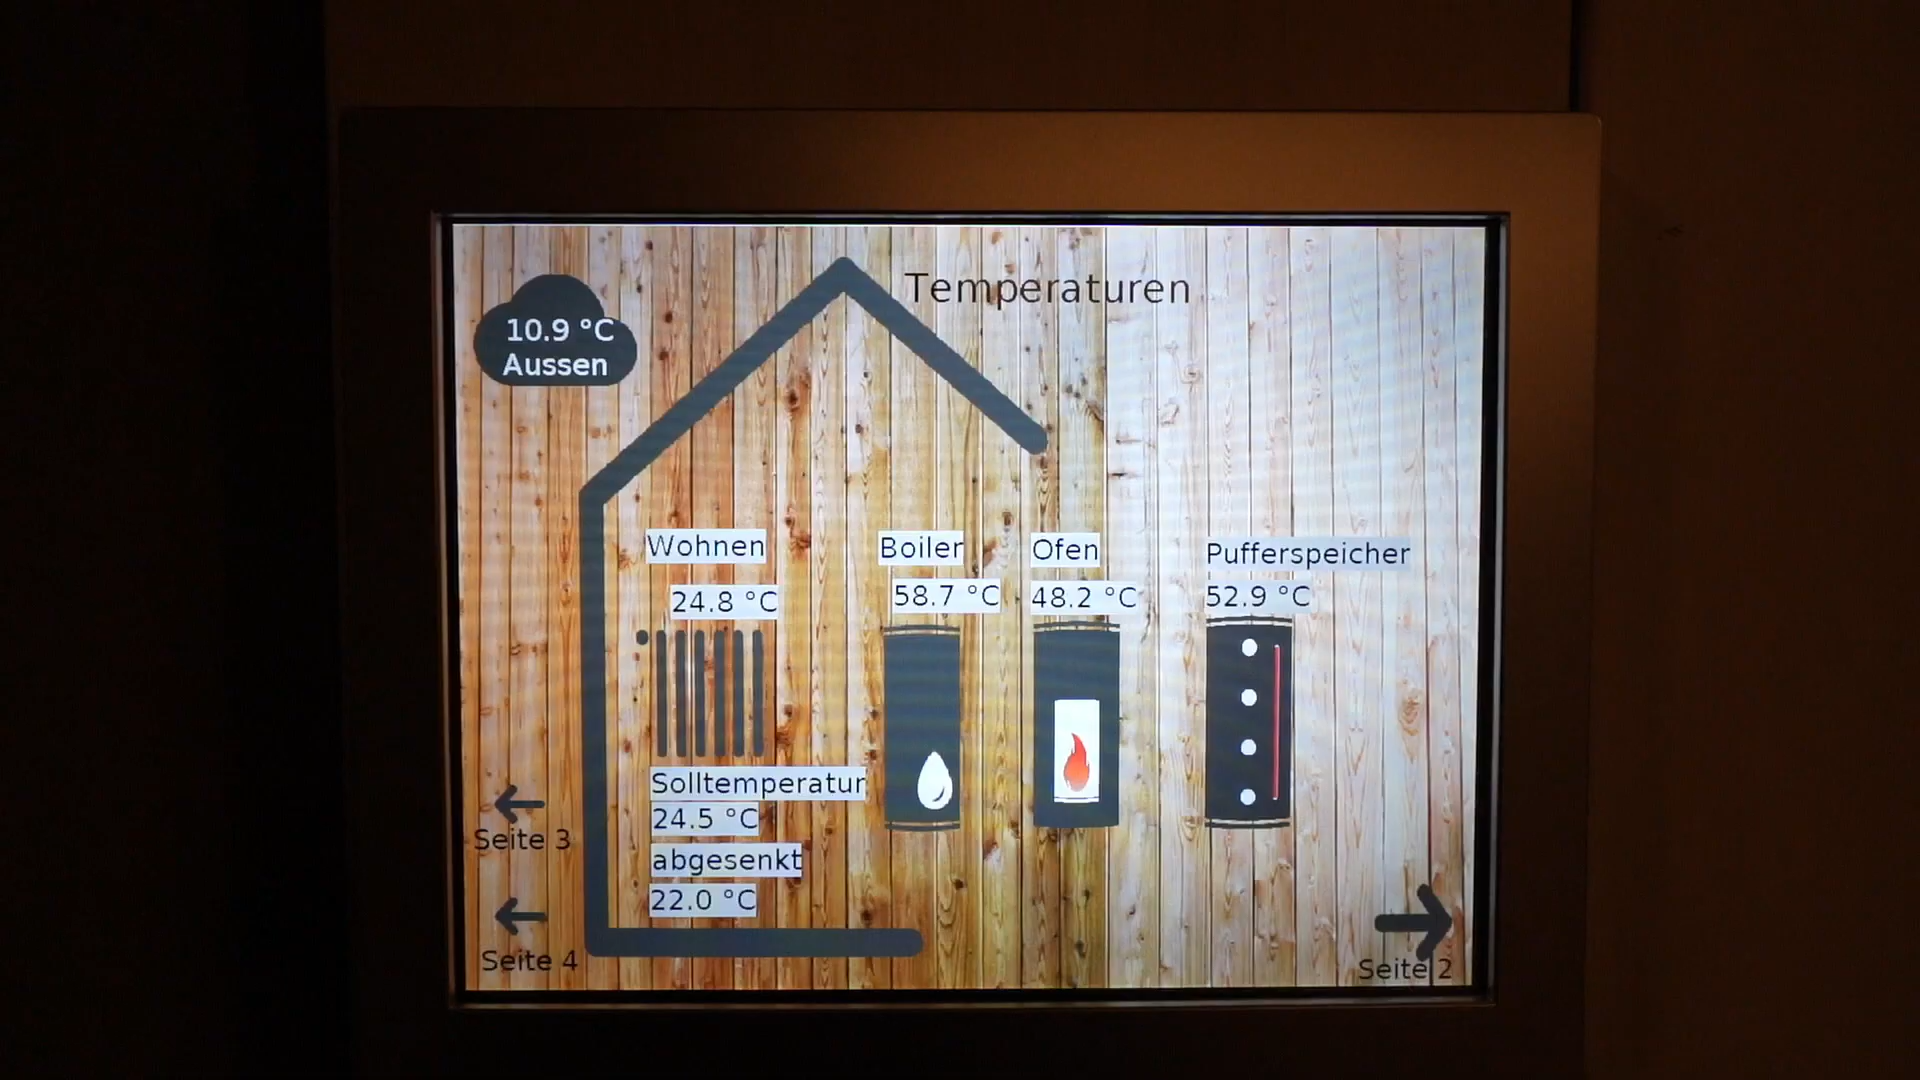 Temperaturen
10.9 °C
Aussen
Wohnen
24.8 °C
Boiler
58.7 °C
Ofen
48.2 °C
Pufferspeicher
52.9 °C
Solltemperatur
24.5 °C
abgesenkt
22.0 °C
Seite 3
Seite 4
Seite 2